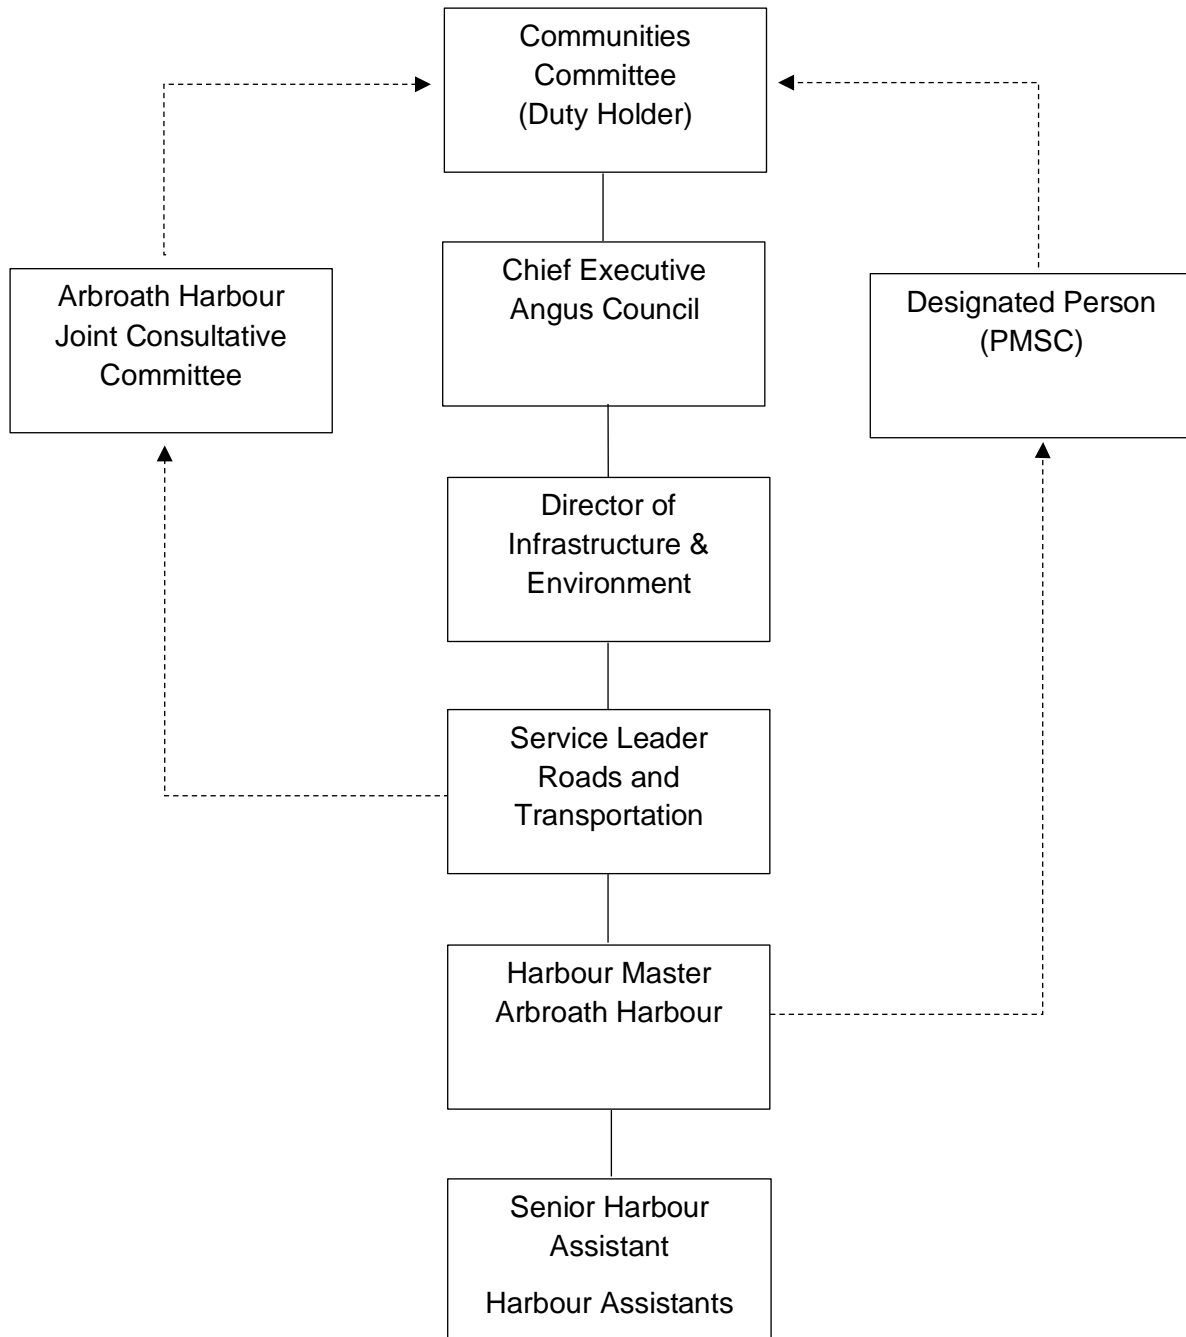 Communities
Committee
(Duty Holder)
Chief Executive
Angus Council
Arbroath Harbour
Joint Consultative
Committee
Designated Person
(PMSC)
Director of
Infrastructure &
Environment
Service Leader
Roads and
Transportation
Harbour Master
Arbroath Harbour
Senior Harbour
Assistant
Harbour Assistants